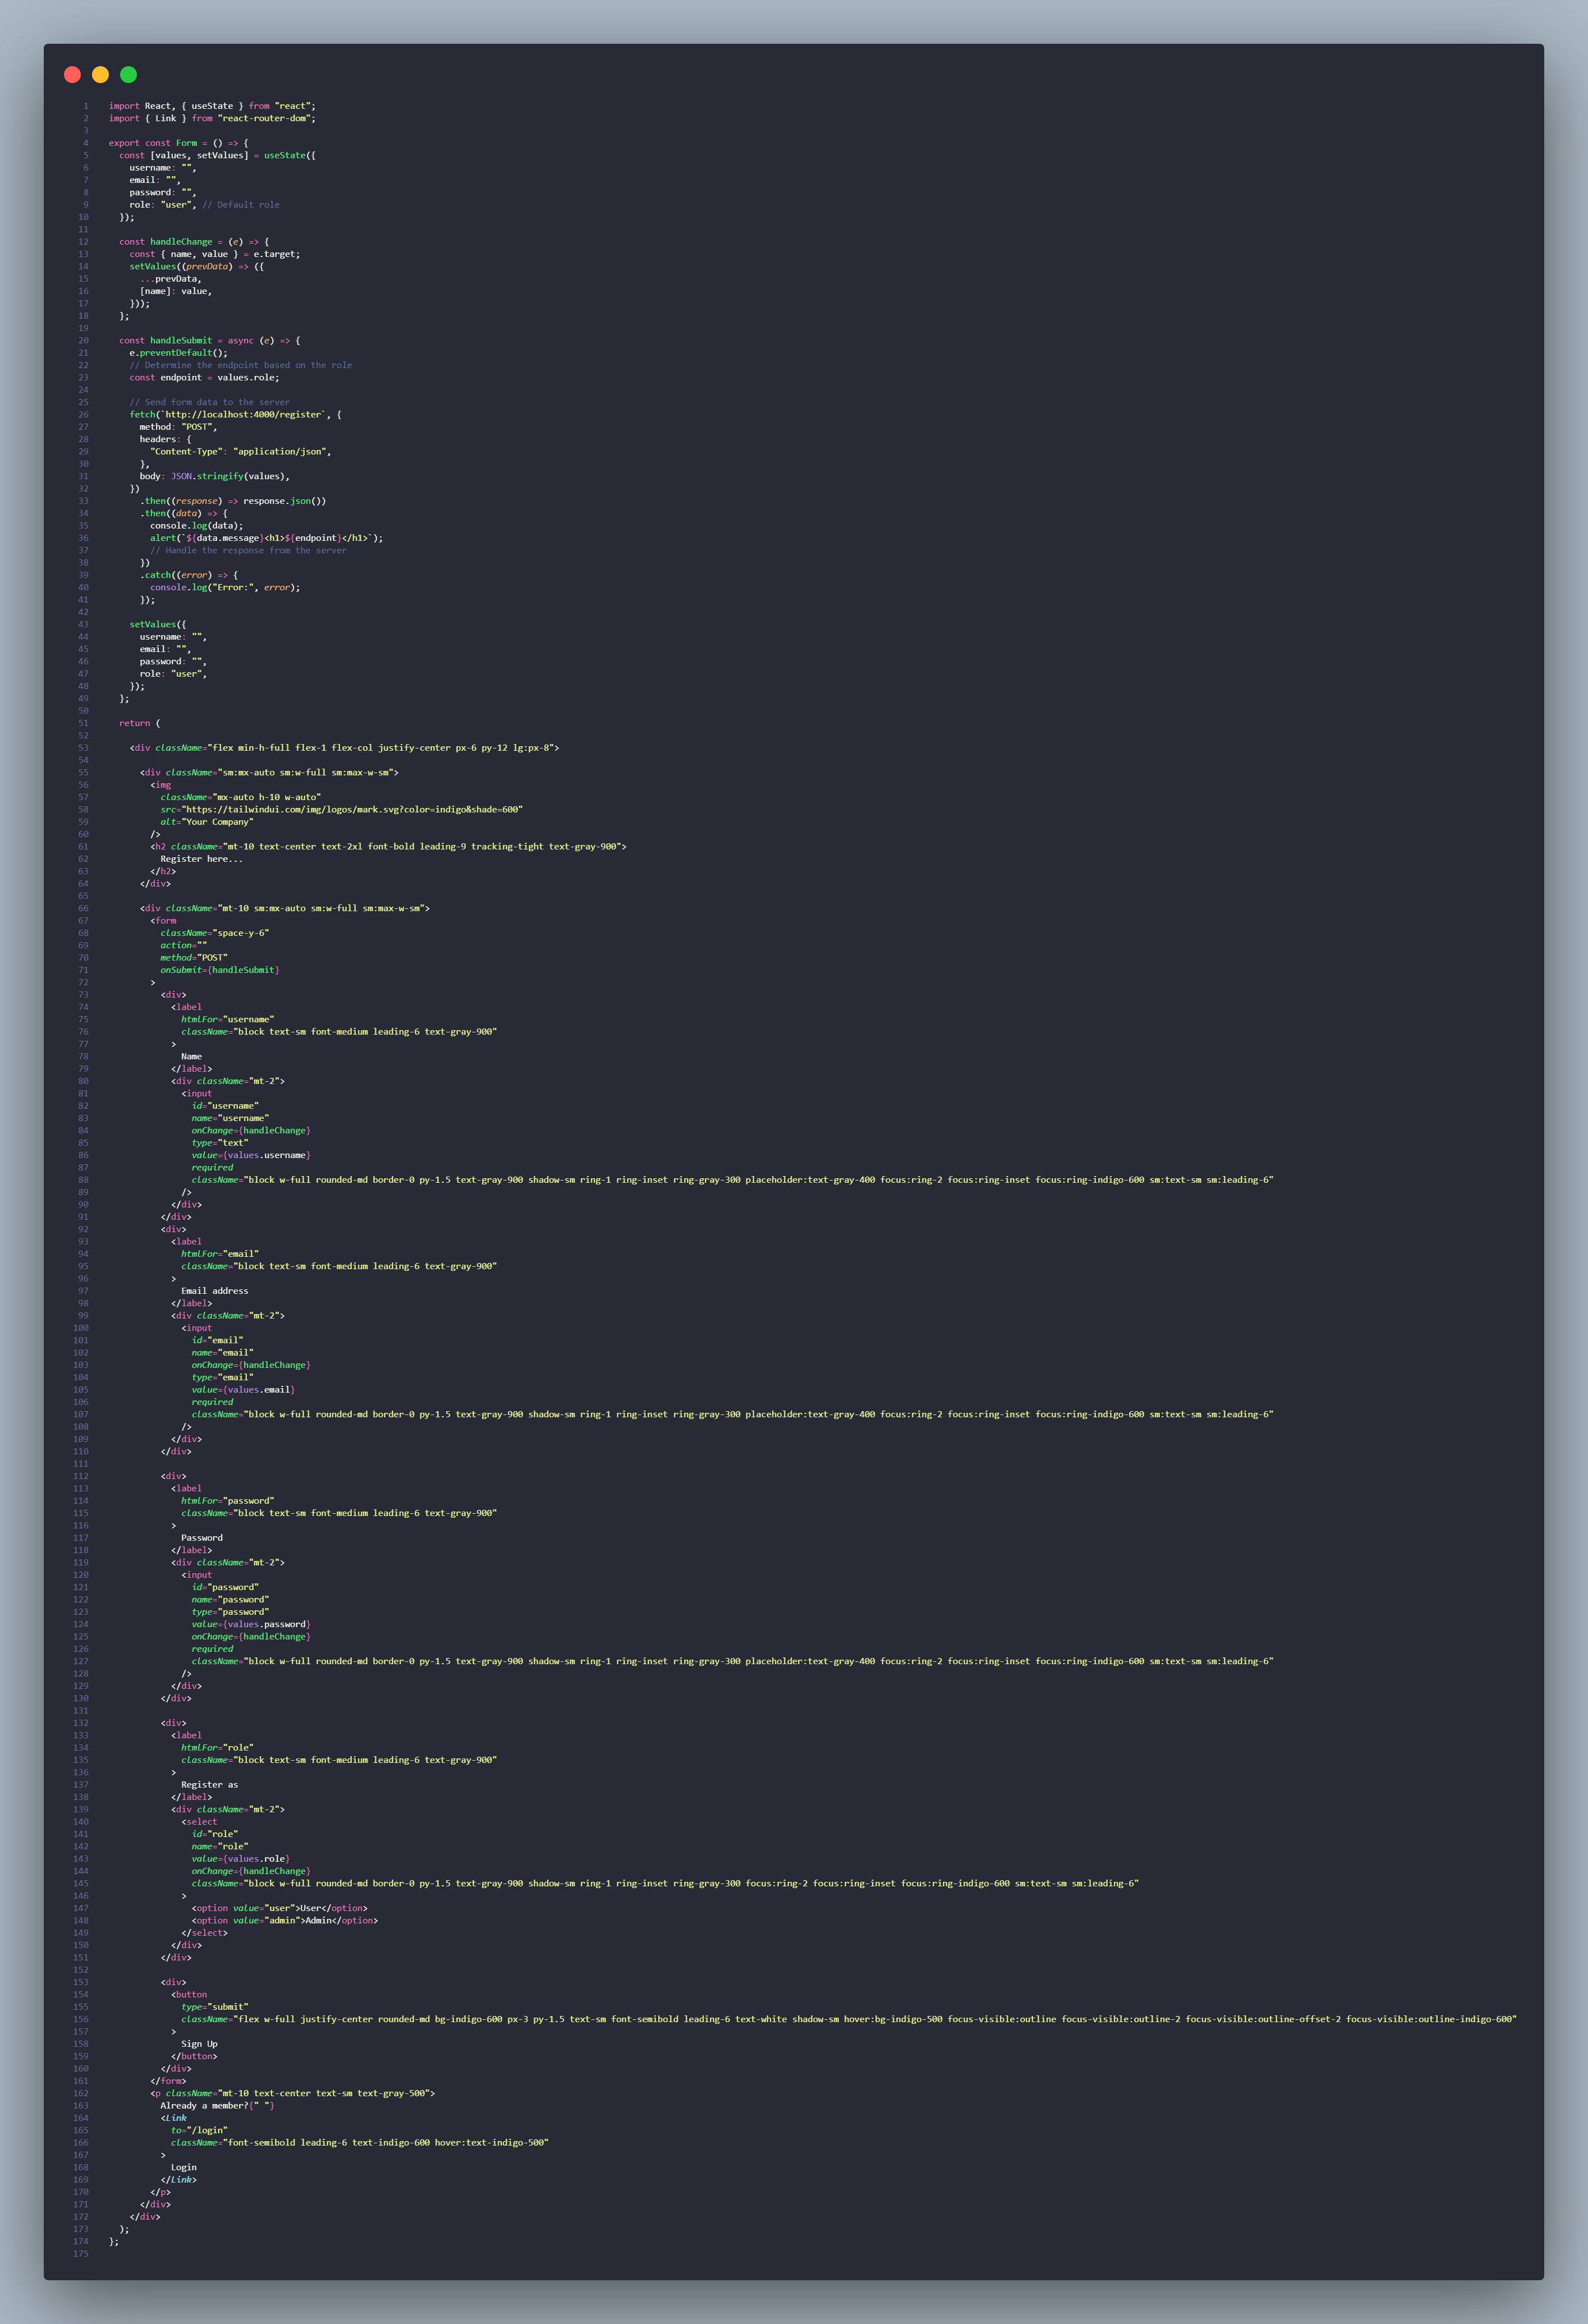 1 import React, { useState } from "react";
2 import { Link } from "react-router-dom";
3
4 export const Form = () => {
5   const [values, setValues] = useState({
6     username: "",
7     email: "",
8     password: "",
9     role: "user", // Default role
10   });
11
12   const handleChange = (e) => {
13     const { name, value } = e.target;
14     setValues((prevData) => ({
15       ...prevData,
16       [name]: value,
17     }));
18   };
19
20   const handleSubmit = async (e) => {
21     e.preventDefault();
22     // Determine the endpoint based on the role
23     const endpoint = values.role;
24
25     // Send form data to the server
26     fetch(`http://localhost:4000/register`, {
27       method: "POST",
28       headers: {
29         "Content-Type": "application/json",
30       },
31       body: JSON.stringify(values),
32     })
33       .then((response) => response.json())
34       .then((data) => {
35         console.log(data);
36         alert(`${data.message}<h1>${endpoint}</h1>`);
37         // Handle the response from the server
38       })
39       .catch((error) => {
40         console.log("Error:", error);
41       });
42
43     setValues({
44       username: "",
45       email: "",
46       password: "",
47       role: "user",
48     });
49   };
50
51   return (
52
53     <div className="flex min-h-full flex-1 flex-col justify-center px-6 py-12 lg:px-8">
54
55       <div className="sm:mx-auto sm:w-full sm:max-w-sm">
56         <img
57           className="mx-auto h-10 w-auto"
58           src="https://tailwindui.com/img/logos/mark.svg?color=indigo&shade=600"
59           alt="Your Company"
60         />
61         <h2 className="mt-10 text-center text-2xl font-bold leading-9 tracking-tight text-gray-900">
62           Register here...
63         </h2>
64       </div>
65
66       <div className="mt-10 sm:mx-auto sm:w-full sm:max-w-sm">
67         <form
68           className="space-y-6"
69           action=""
70           method="POST"
71           onSubmit={handleSubmit}
72         >
73           <div>
74             <label
75               htmlFor="username"
76               className="block text-sm font-medium leading-6 text-gray-900"
77             >
78               Name
79             </label>
80             <div className="mt-2">
81               <input
82                 id="username"
83                 name="username"
84                 onChange={handleChange}
85                 type="text"
86                 value={values.username}
87                 required
88                 className="block w-full rounded-md border-0 py-1.5 text-gray-900 shadow-sm ring-1 ring-inset ring-gray-300 placeholder:text-gray-400 focus:ring-2 focus:ring-inset focus:ring-indigo-600 sm:text-sm sm:leading-6"
89               />
90             </div>
91           </div>
92           <div>
93             <label
94               htmlFor="email"
95               className="block text-sm font-medium leading-6 text-gray-900"
96             >
97               Email address
98             </label>
99             <div className="mt-2">
100               <input
101                 id="email"
102                 name="email"
103                 onChange={handleChange}
104                 type="email"
105                 value={values.email}
106                 required
107                 className="block w-full rounded-md border-0 py-1.5 text-gray-900 shadow-sm ring-1 ring-inset ring-gray-300 placeholder:text-gray-400 focus:ring-2 focus:ring-inset focus:ring-indigo-600 sm:text-sm sm:leading-6"
108               />
109             </div>
110           </div>
111
112           <div>
113             <label
114               htmlFor="password"
115               className="block text-sm font-medium leading-6 text-gray-900"
116             >
117               Password
118             </label>
119             <div className="mt-2">
120               <input
121                 id="password"
122                 name="password"
123                 type="password"
124                 value={values.password}
125                 onChange={handleChange}
126                 required
127                 className="block w-full rounded-md border-0 py-1.5 text-gray-900 shadow-sm ring-1 ring-inset ring-gray-300 placeholder:text-gray-400 focus:ring-2 focus:ring-inset focus:ring-indigo-600 sm:text-sm sm:leading-6"
128               />
129             </div>
130           </div>
131
132           <div>
133             <label
134               htmlFor="role"
135               className="block text-sm font-medium leading-6 text-gray-900"
136             >
137               Register as
138             </label>
139             <div className="mt-2">
140               <select
141                 id="role"
142                 name="role"
143                 value={values.role}
144                 onChange={handleChange}
145                 className="block w-full rounded-md border-0 py-1.5 text-gray-900 shadow-sm ring-1 ring-inset ring-gray-300 focus:ring-2 focus:ring-inset focus:ring-indigo-600 sm:text-sm sm:leading-6"
146               >
147                 <option value="user">User</option>
148                 <option value="admin">Admin</option>
149               </select>
150             </div>
151           </div>
152
153           <div>
154             <button
155               type="submit"
156               className="flex w-full justify-center rounded-md bg-indigo-600 px-3 py-1.5 text-sm font-semibold leading-6 text-white shadow-sm hover:bg-indigo-500 focus-visible:outline focus-visible:outline-2 focus-visible:outline-offset-2 focus-visible:outline-indigo-600"
157             >
158               Sign Up
159             </button>
160           </div>
161         </form>
162         <p className="mt-10 text-center text-sm text-gray-500">
163           Already a member?{" "}
164           <Link
165             to="/login"
166             className="font-semibold leading-6 text-indigo-600 hover:text-indigo-500"
167           >
168             Login
169           </Link>
170         </p>
171       </div>
172     </div>
173   );
174 };
175